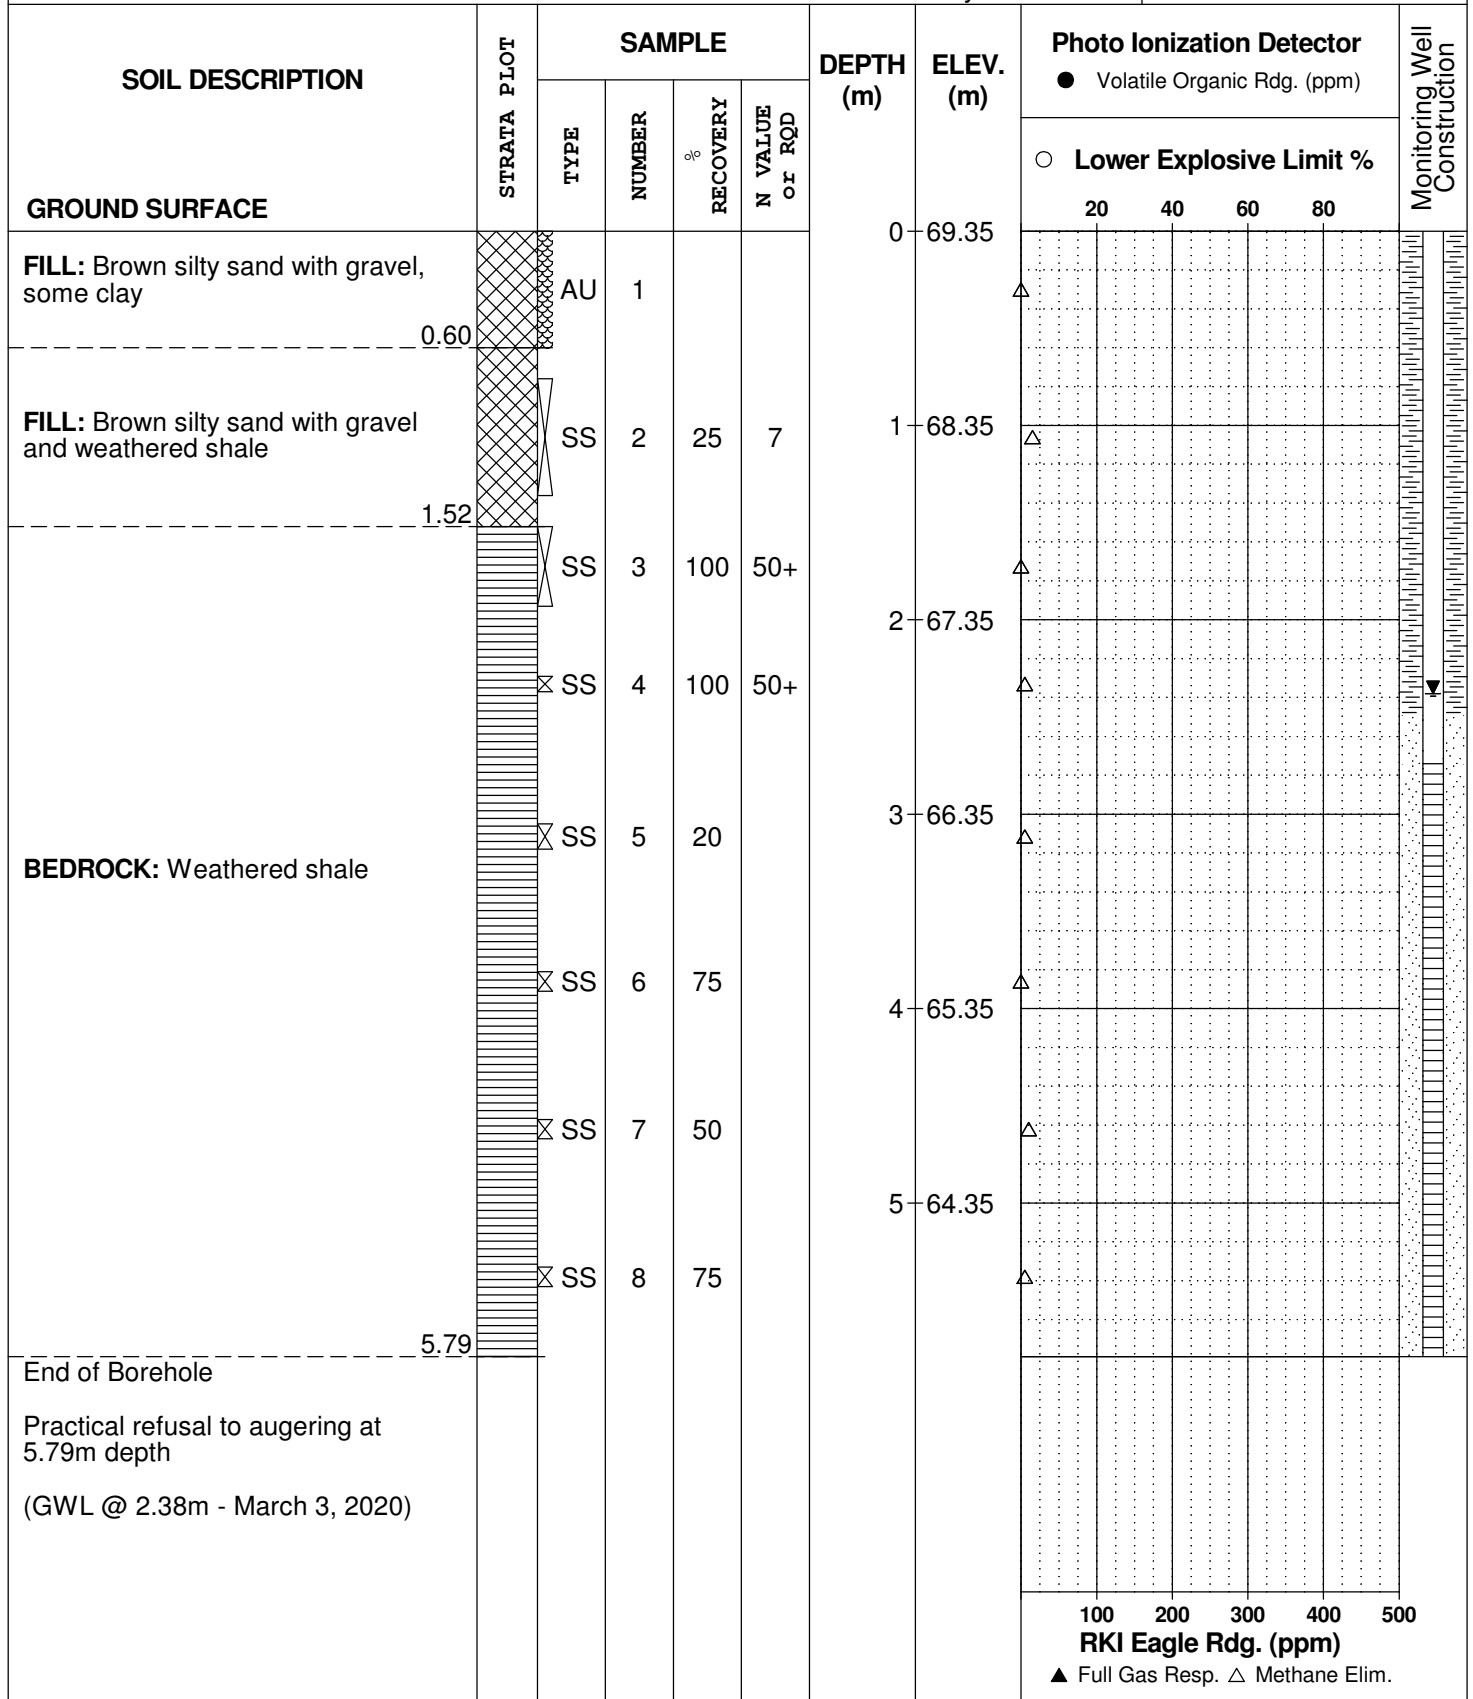 SOIL DESCRIPTION
GROUND SURFACE
STRATA PLOT
SAMPLE
TYPE
NUMBER
%
RECOVERY
N VALUE
or RQD
DEPTH
(m)
ELEV.
(m)
Photo Ionization Detector
● Volatile Organic Rdg. (ppm)
○ Lower Explosive Limit %
20 40 60 80
Monitoring Well
Construction
0 69.35
FILL: Brown silty sand with gravel,
some clay
AU 1
0.60
FILL: Brown silty sand with gravel
and weathered shale
SS 2 25 7
1 68.35
1.52
SS 3 100 50+
2 67.35
SS 4 100 50+
3 66.35
SS 5 20
BEDROCK: Weathered shale
SS 6 75
4 65.35
SS 7 50
5 64.35
SS 8 75
5.79
End of Borehole
Practical refusal to augering at
5.79m depth
(GWL @ 2.38m - March 3, 2020)
100 200 300 400 500
RKI Eagle Rdg. (ppm)
▲ Full Gas Resp. △ Methane Elim.